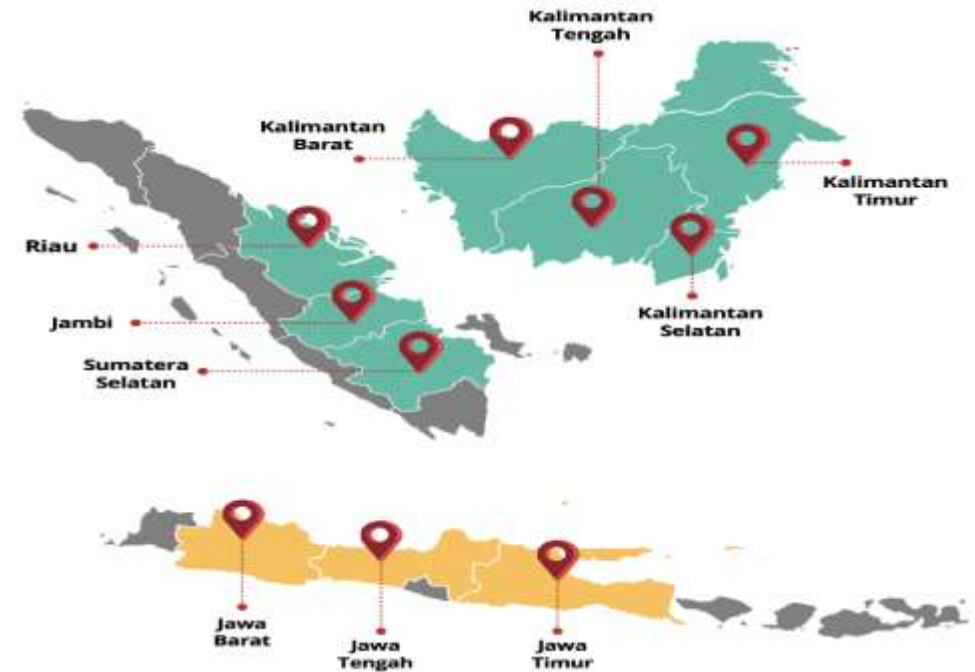 Kalimantan
Tengah
Kalimantan
Barat
Kalimantan
Timur
Riau
Jambi
Kalimantan
Selatan
Sumatera
Selatan
Jawa
Barat
Jawa
Tengah
Jawa
Timur